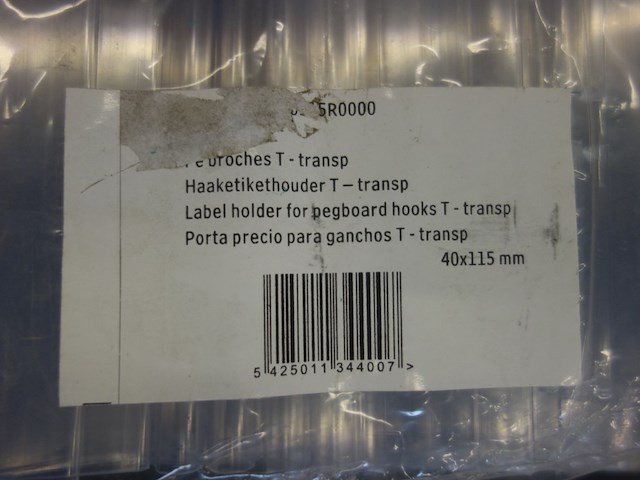 5R0000
broches T - transp
Haaketikethouder T – transp
Label holder for pegboard hooks T - transp
Porta precio para ganchos T - transp
40x115 mm
5 425011 344007 >